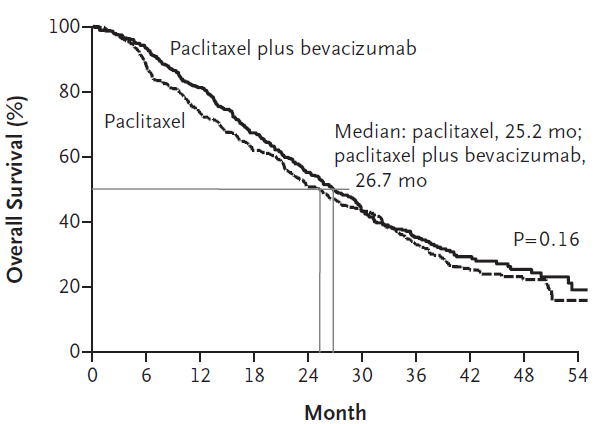 100
80
60
40
20
0
Overall Survival (%)
Paclitaxel plus bevacizumab
Paclitaxel
Median: paclitaxel, 25.2 mo;
paclitaxel plus bevacizumab,
26.7 mo
P=0.16
0 6 12 18 24 30 36 42 48 54
Month